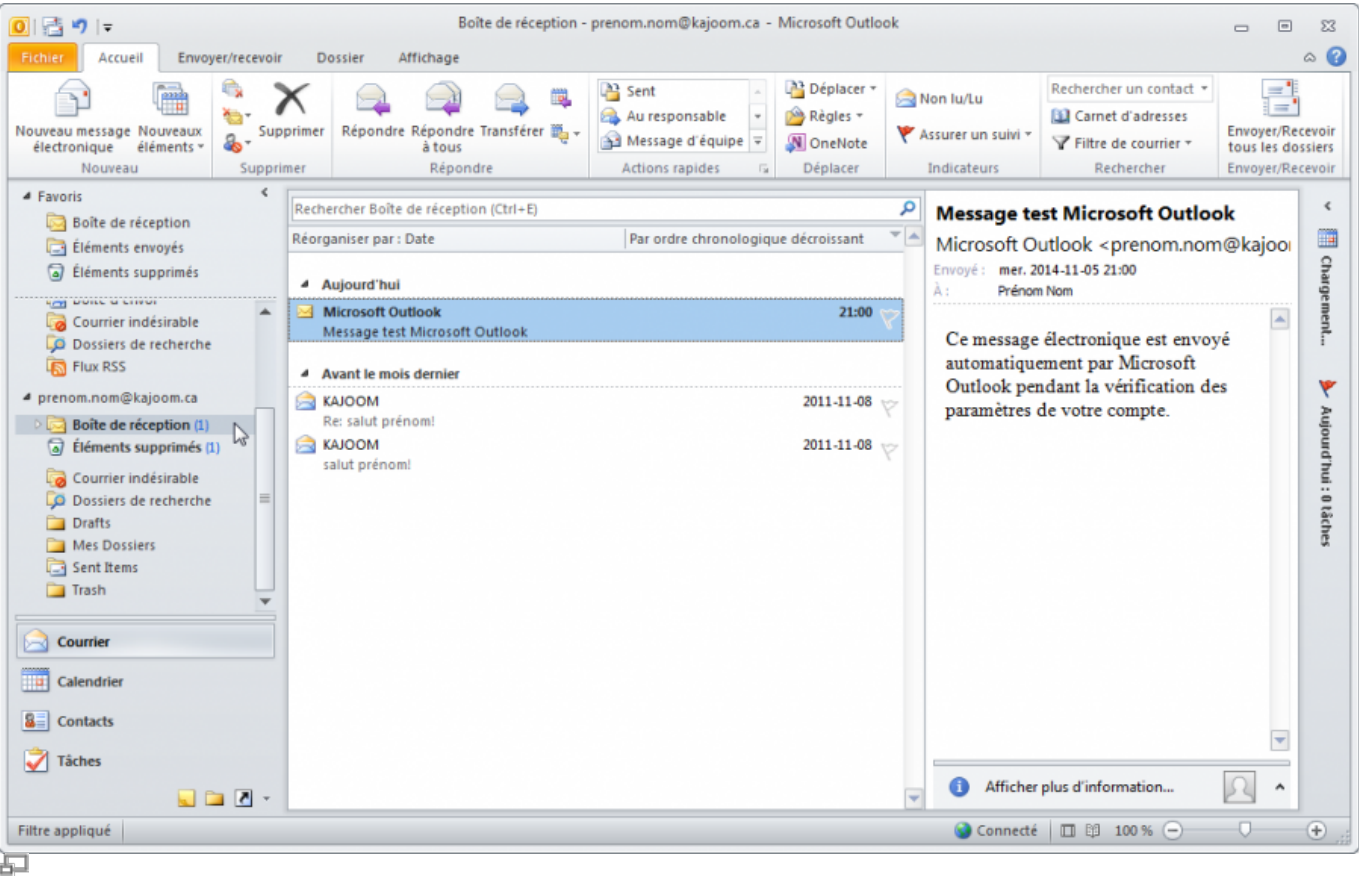 Boîte de réception - prenom.nom@kajoom.ca - Microsoft Outlook
Fichier Accueil Envoyer/recevoir Dossier Affichage
Nouveau message électronique
Nouveaux éléments
Nouveau
Supprimer
Supprimer
Répondre
Répondre à tous
Transférer
Répondre
Sent
Au responsable
Message d'équipe
Actions rapides
Déplacer
Règles
OneNote
Déplacer
Non lu/Lu
Assurer un suivi
Indicateurs
Rechercher un contact
Carnet d'adresses
Filtre de courrier
Rechercher
Envoyer/Recevoir
tous les dossiers
Envoyer/Recevoir
Favoris
Boîte de réception
Éléments envoyés
Éléments supprimés
Boîte d'envoi
Courrier indésirable
Dossiers de recherche
Flux RSS
prenom.nom@kajoom.ca
Boîte de réception (1)
Éléments supprimés (1)
Courrier indésirable
Dossiers de recherche
Drafts
Mes Dossiers
Sent Items
Trash
Courrier
Calendrier
Contacts
Tâches
Rechercher Boîte de réception (Ctrl+E)
Réorganiser par : Date Par ordre chronologique décroissant
Aujourd'hui
Microsoft Outlook 21:00
Message test Microsoft Outlook
Avant le mois dernier
KAJOOM 2011-11-08
Re: salut prénom!
KAJOOM 2011-11-08
salut prénom!
Message test Microsoft Outlook
Microsoft Outlook <prenom.nom@kajoo
Envoyé : mer. 2014-11-05 21:00
À : Prénom Nom
Ce message électronique est envoyé
automatiquement par Microsoft
Outlook pendant la vérification des
paramètres de votre compte.
Afficher plus d'information...
Chargement...
Aujourd'hui : 0 tâches
Filtre appliqué
Connecté 100 %